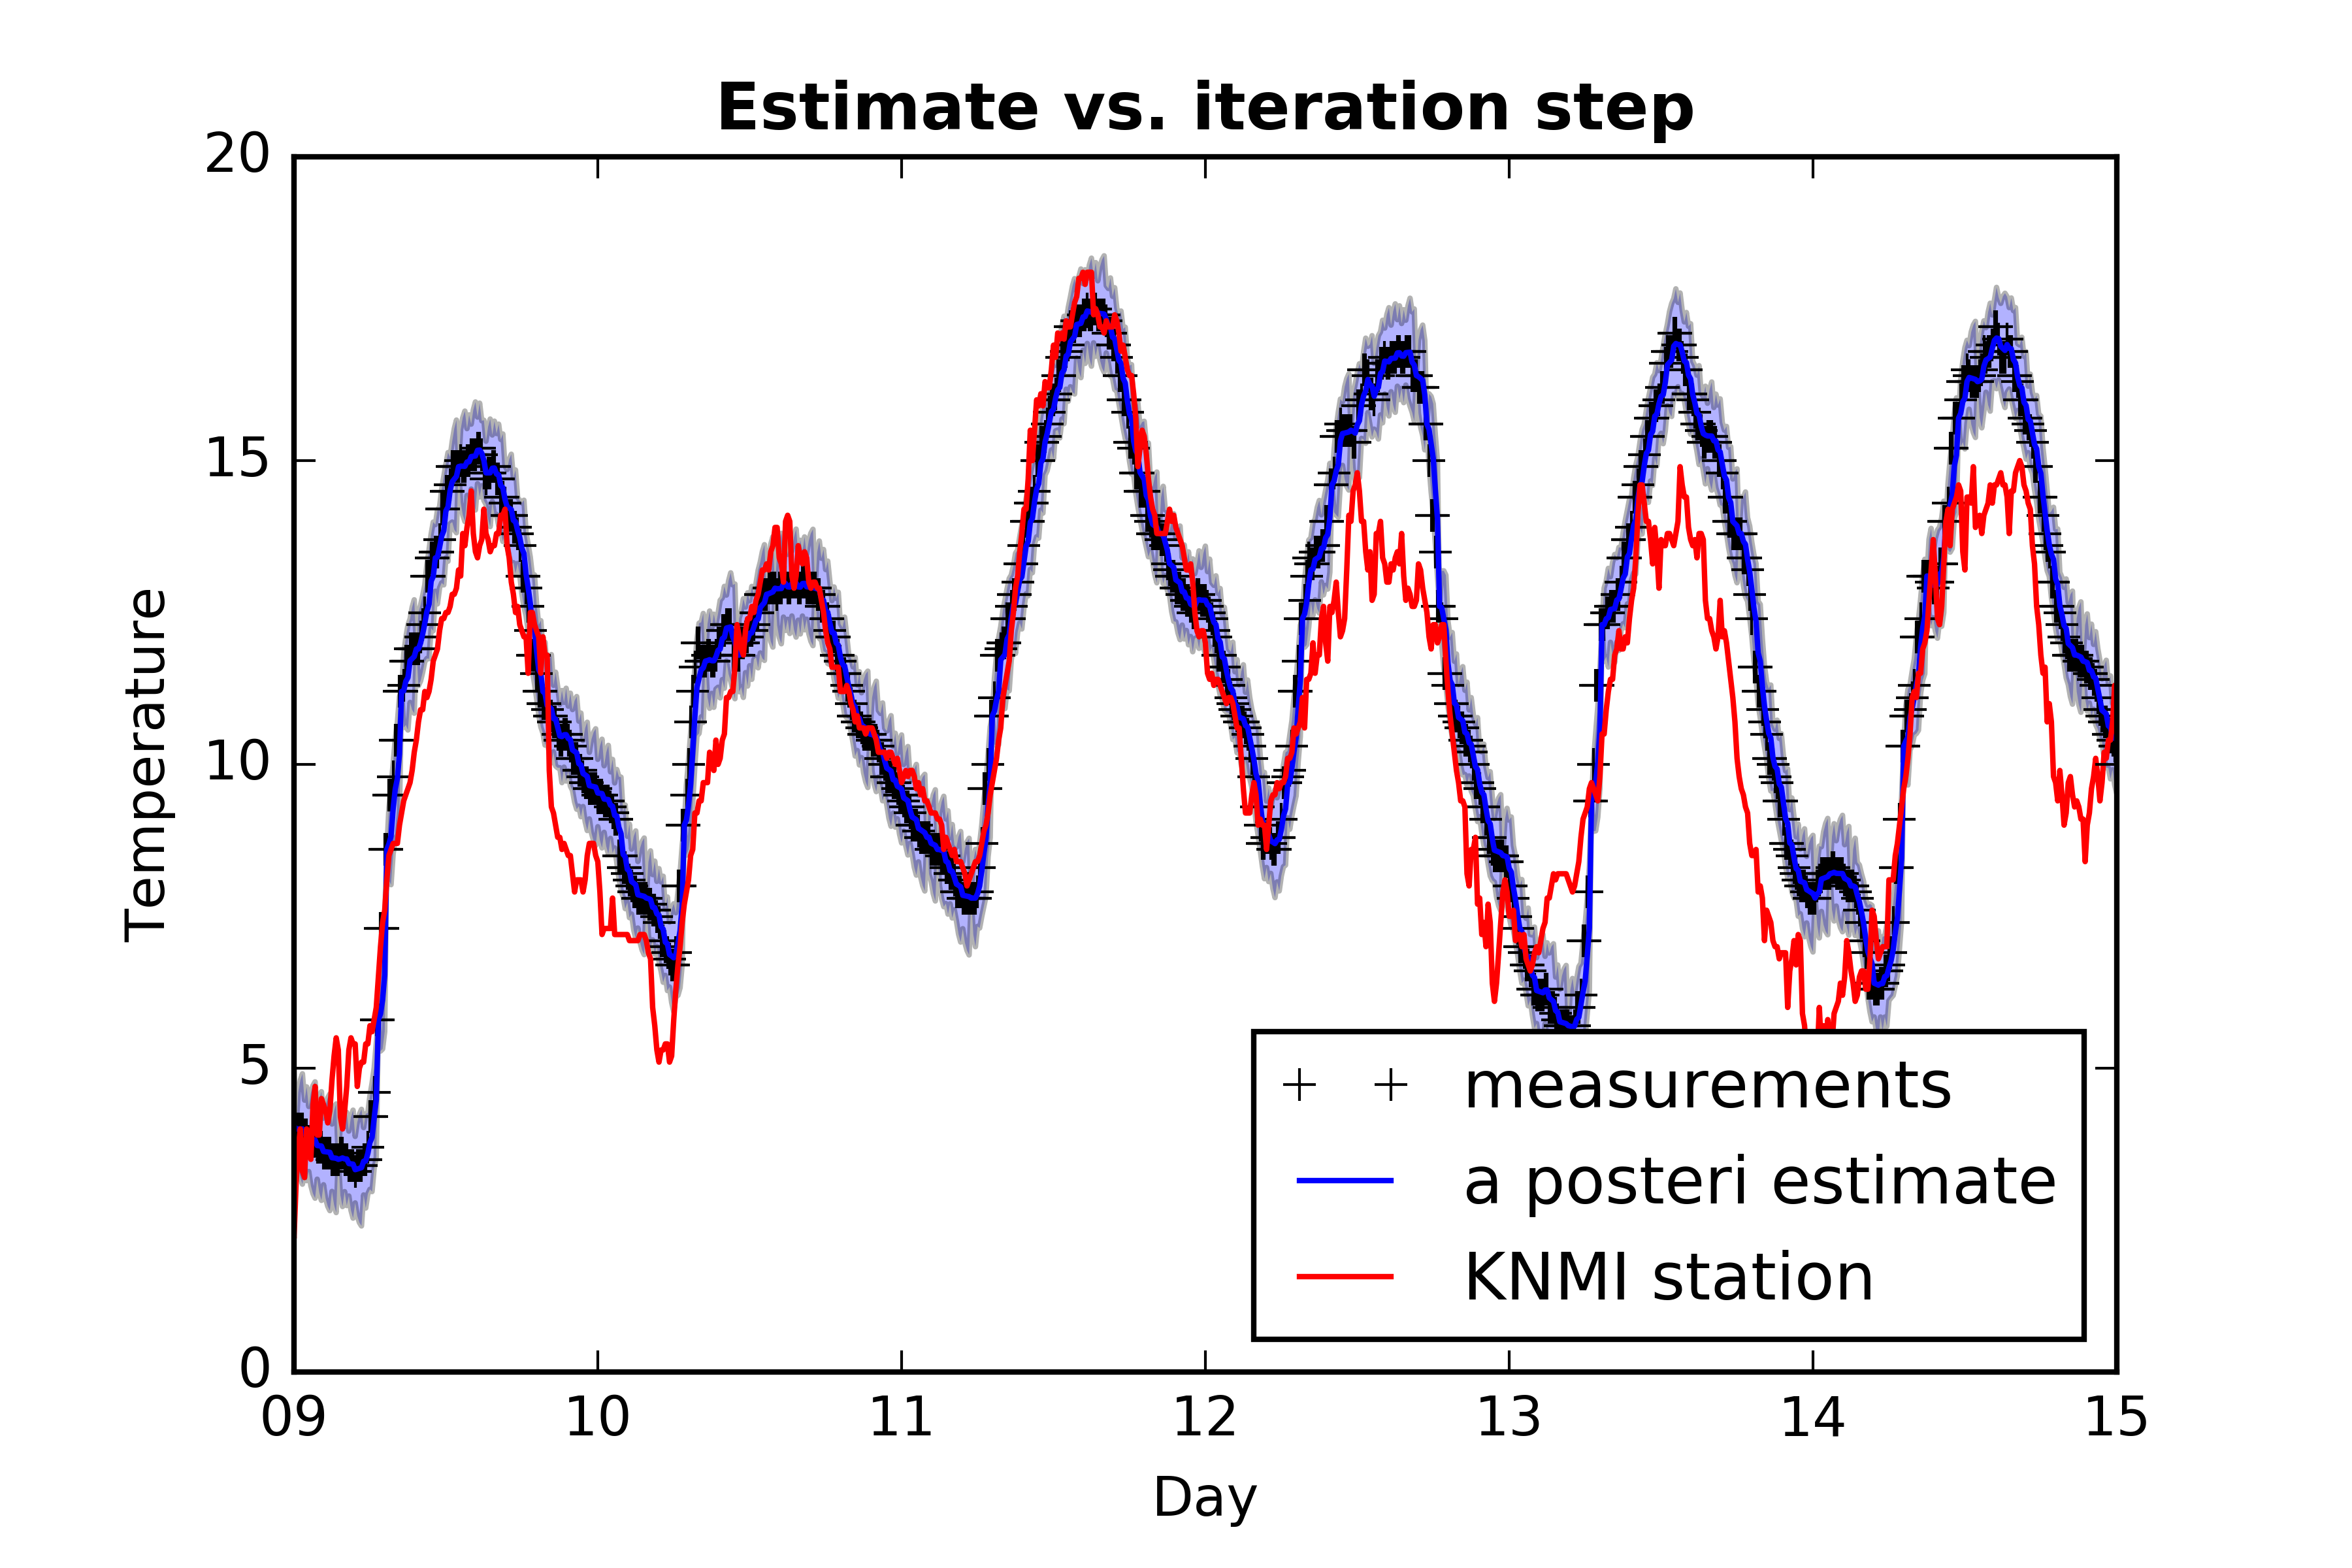 Estimate vs. iteration step
20
15
10
5
0
Temperature
measurements
a posteri estimate
KNMI station
09 10 11 12 13 14 15
Day